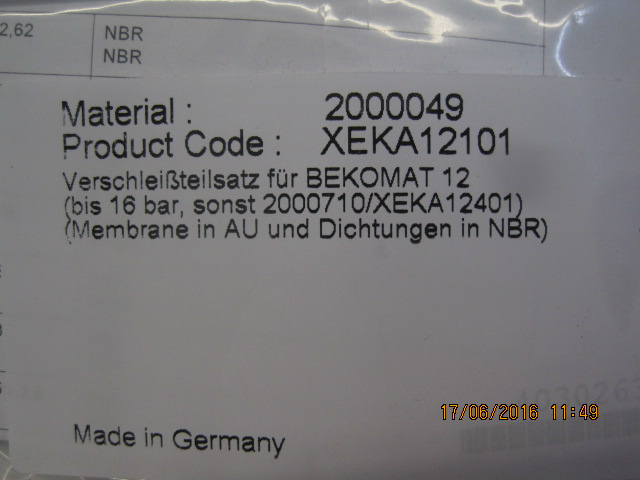 2,62 NBR
NBR
Material : 2000049
Product Code : XEKA12101
Verschleißteilsatz für BEKOMAT 12
(bis 16 bar, sonst 2000710/XEKA12401)
(Membrane in AU und Dichtungen in NBR)
17/06/2016 11:49
Made in Germany